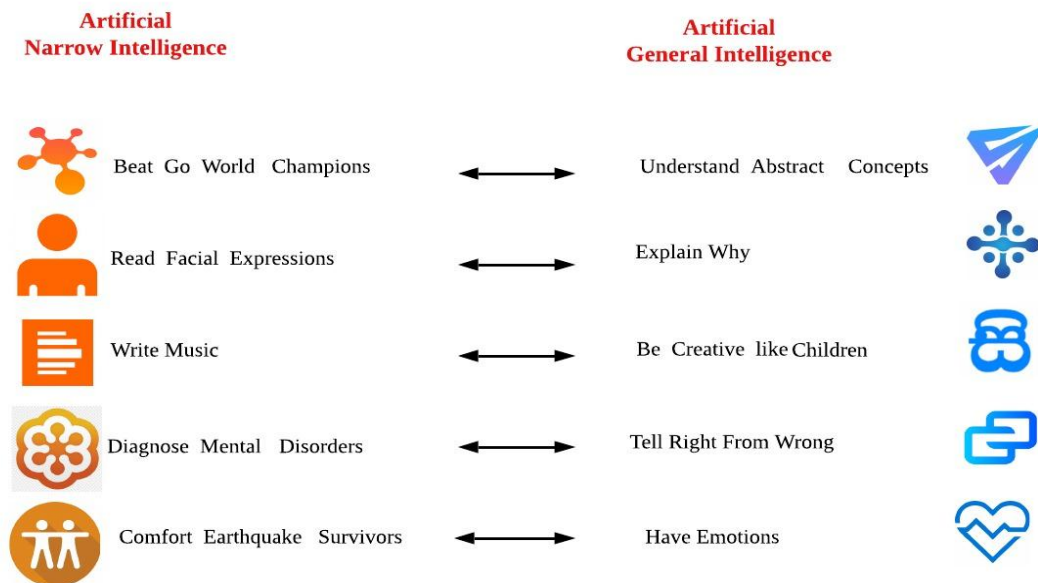 Artificial
Narrow Intelligence
Artificial
General Intelligence
Beat Go World Champions
Understand Abstract Concepts
Read Facial Expressions
Explain Why
Write Music
Be Creative like Children
Diagnose Mental Disorders
Tell Right From Wrong
Comfort Earthquake Survivors
Have Emotions